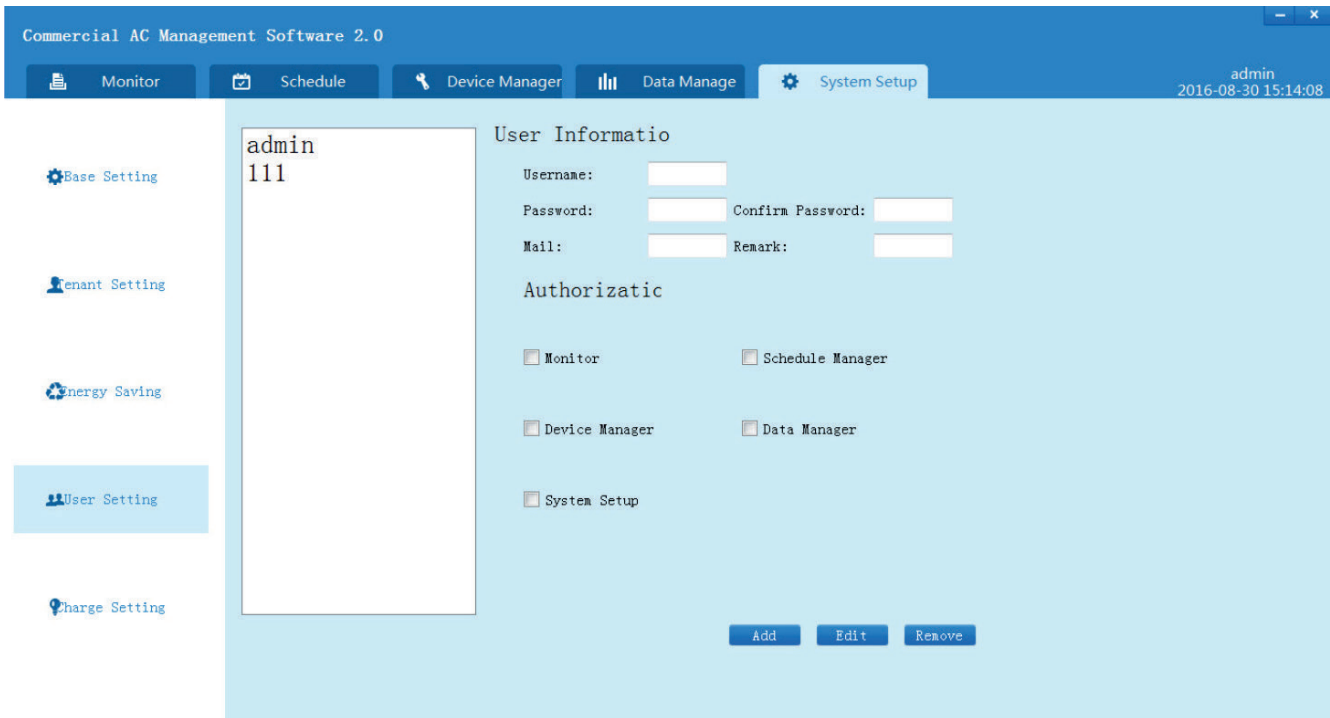 Commercial AC Management Software 2.0
Monitor Schedule Device Manager Data Manage System Setup
admin
2016-08-30 15:14:08
Base Setting
Tenant Setting
Energy Saving
User Setting
Charge Setting
admin
111
User Informatio
Username:
Password: Confirm Password:
Mail: Remark:
Authorizatic
Monitor Schedule Manager
Device Manager Data Manager
System Setup
Add Edit Remove